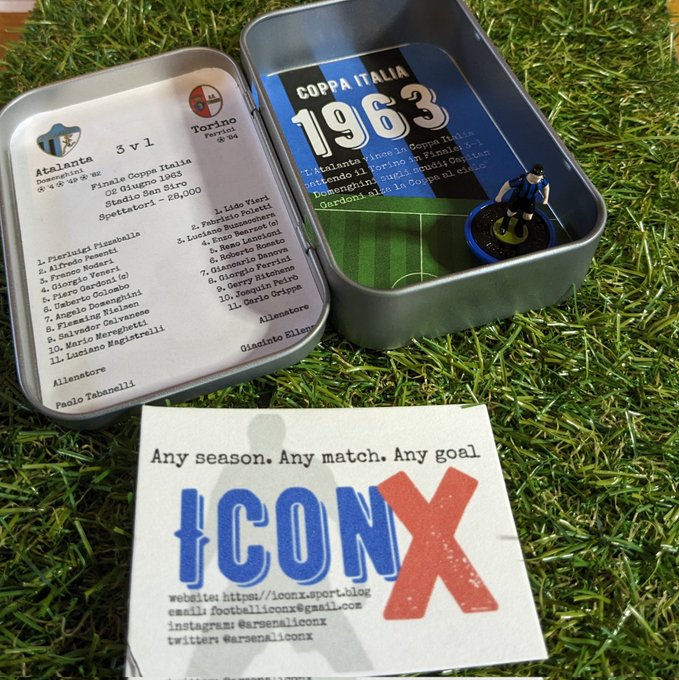 Atalanta
Domenghini
⚽'4 ⚽'49 ⚽'82
3 v 1
Torino
Ferrini
⚽'84
Finale Coppa Italia
02 Giugno 1963
Stadio San Siro
Spettatori - 28,000
1. Pierluigi Pizzaballa
2. Alfredo Pesenti
3. Franco Nodari
4. Giorgio Veneri
5. Piero Gardoni (c)
6. Umberto Colombo
7. Angelo Domenghini
8. Flemming Nielsen
9. Salvador Calvanese
10. Mario Mereghetti
11. Luciano Magistrelli
Allenatore
Paolo Tabanelli
1. Lido Vieri
2. Fabrizio Poletti
3. Luciano Buzzacchera
4. Enzo Bearzot (c)
5. Remo Lancioni
6. Roberto Rosato
7. Giancarlo Danova
8. Giorgio Ferrini
9. Gerry Hitchens
10. Joaquin Peirò
11. Carlo Crippa
Allenatore
Giacinto Ellena
COPPA ITALIA
1963
"L'Atalanta vince la Coppa Italia
battendo il Torino in Finale: 3-1
Domenghini, sugli scudi; Capitan
Gardoni alza la Coppa al cielo"
Any season. Any match. Any goal
ICONX
website: https://iconx.sport.blog
email: footballiconx@gmail.com
instagram: @arsenaliconx
twitter: @arsenaliconx